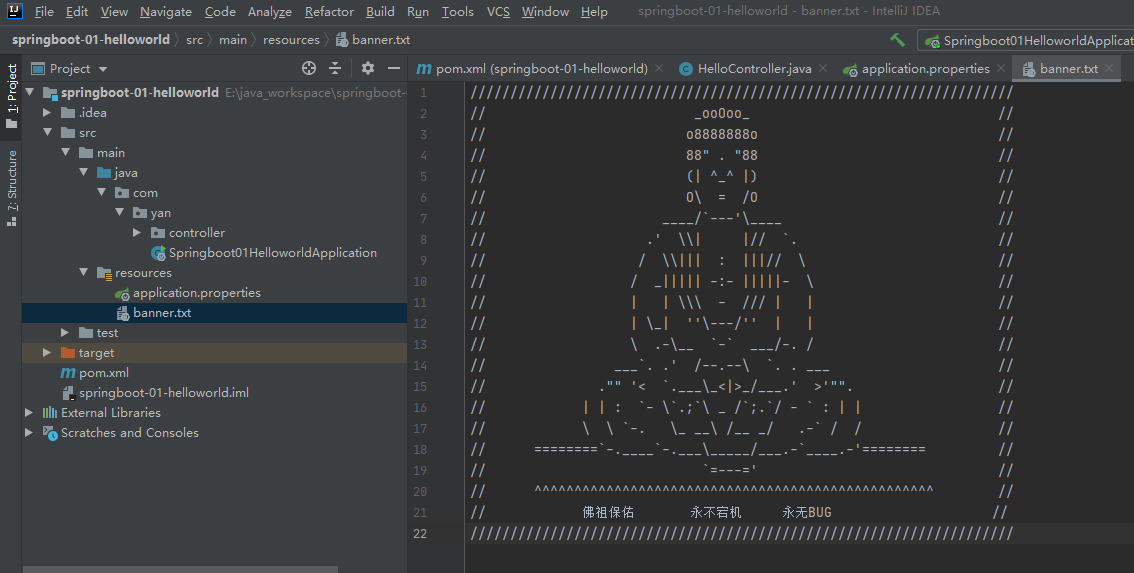 File Edit View Navigate Code Analyze Refactor Build Run Tools VCS Window Help springboot-01-helloworld - banner.txt - IntelliJ IDEA
springboot-01-helloworld src main resources banner.txt Springboot01HelloworldApplicat
1: Project
7: Structure
Project
springboot-01-helloworld E:\java_workspace\springboot-
.idea
src
main
java
com
yan
controller
Springboot01HelloworldApplication
resources
application.properties
banner.txt
test
target
pom.xml
springboot-01-helloworld.iml
External Libraries
Scratches and Consoles
pom.xml (springboot-01-helloworld) HelloController.java application.properties banner.txt
1 ////////////////////////////////////////////////////////////////////
2 //                          _ooOoo_                               //
3 //                         o8888888o                              //
4 //                         88" . "88                              //
5 //                         (| ^_^ |)                              //
6 //                         O\  =  /O                              //
7 //                      ____/`---'\____                           //
8 //                    .'  \\|     |//  `.                         //
9 //                   /  \\|||  :  |||//  \                        //
10 //                  /  _||||| -:- |||||-  \                       //
11 //                  |   | \\\  -  /// |   |                       //
12 //                  | \_|  ''\---/''  |   |                       //
13 //                  \  .-\__  `-`  ___/-. /                       //
14 //                ___`. .'  /--.--\  `. . ___                     //
15 //              ."" '<  `.___\_<|>_/___.'  >'"".                  //
16 //            | | :  `- \`.;`\ _ /`;.`/ - ` : | |                 //
17 //            \  \ `-.   \_ __\ /__ _/   .-` /  /                 //
18 //      ========`-.____`-.___\_____/___.-`____.-'========         //
19 //                           `=---='                              //
20 //      ^^^^^^^^^^^^^^^^^^^^^^^^^^^^^^^^^^^^^^^^^^^^^^^^^^        //
21 //            佛祖保佑       永不宕机     永无BUG                    //
22 ////////////////////////////////////////////////////////////////////